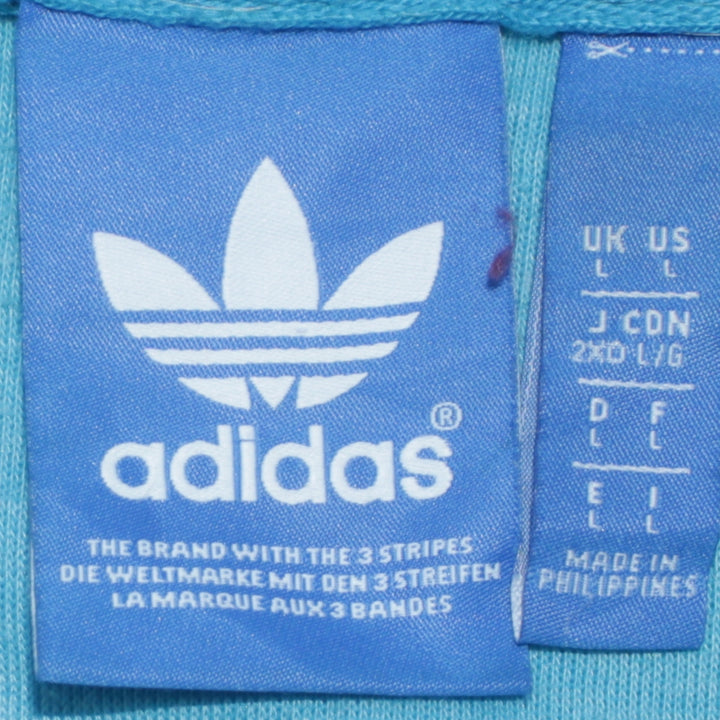 adidas®
THE BRAND WITH THE 3 STRIPES
DIE WELTMARKE MIT DEN 3 STREIFEN
LA MARQUE AUX 3 BANDES
UK US
L L
J CDN
2XO L/G
D F
L L
E I
L L
MADE IN
PHILIPPINES